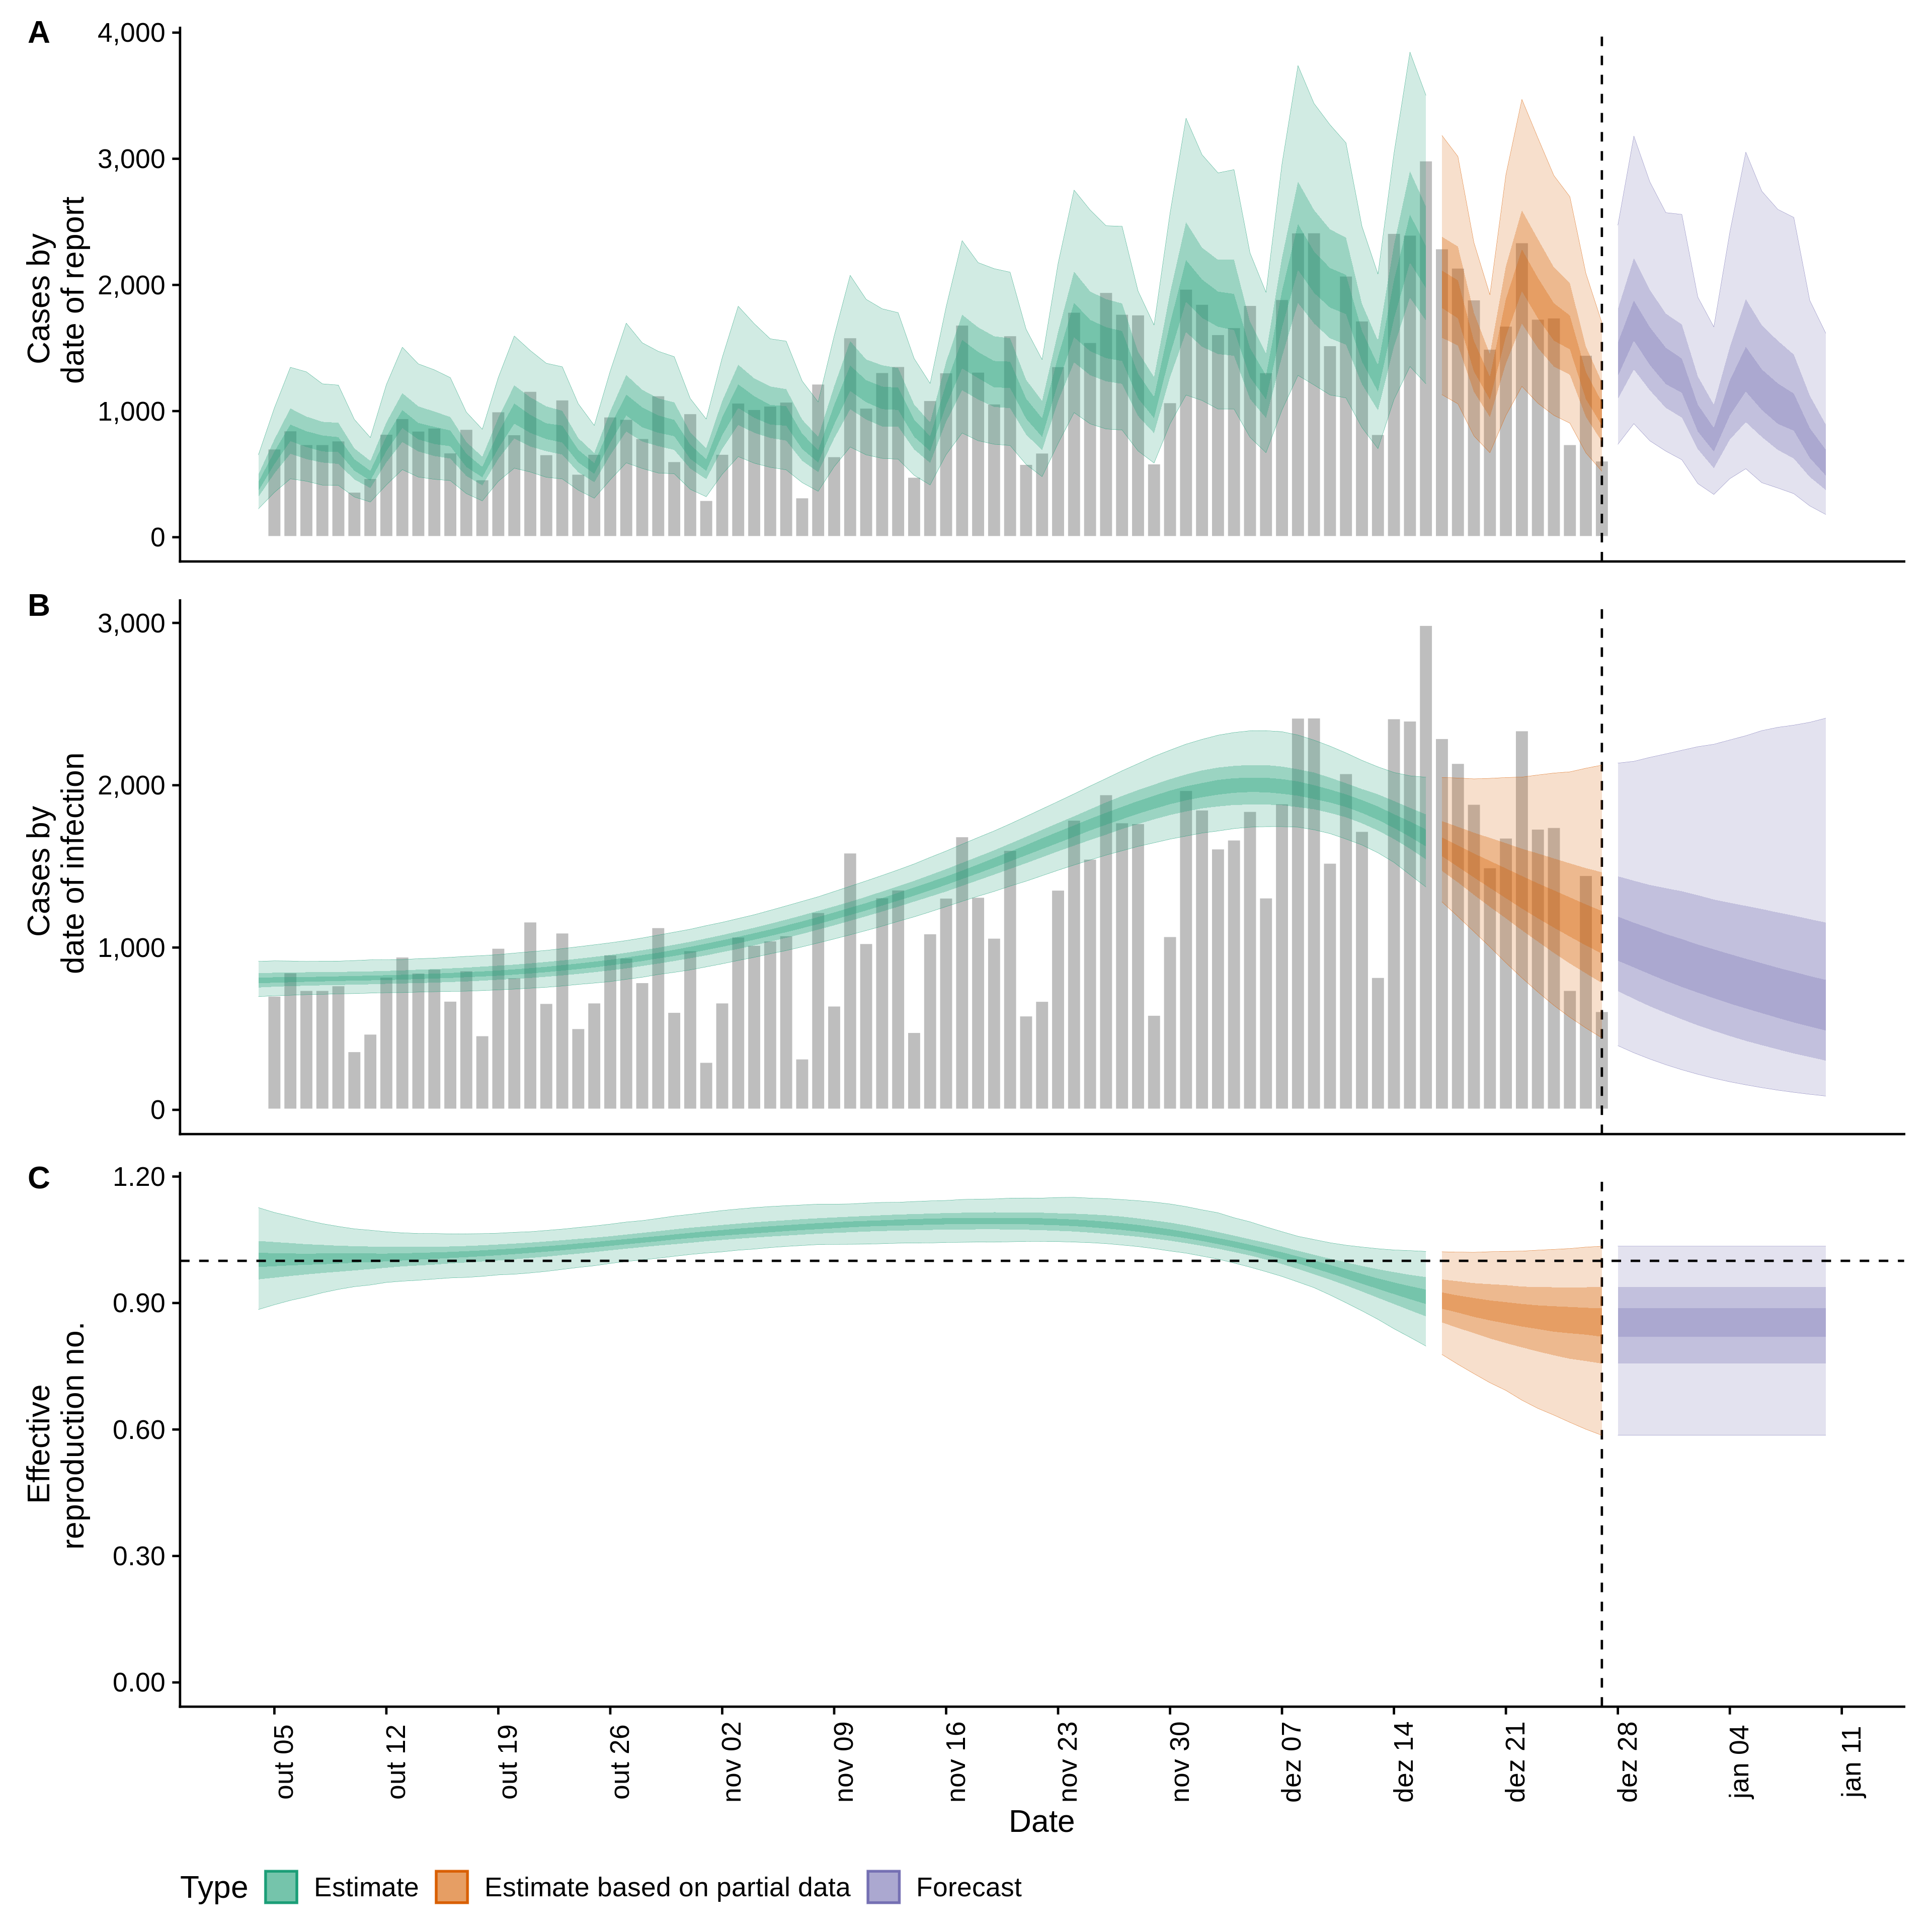 A
4,000
3,000
2,000
1,000
0
Cases by
date of report
B
3,000
2,000
1,000
0
Cases by
date of infection
C
1.20
0.90
0.60
0.30
0.00
Effective
reproduction no.
out 05
out 12
out 19
out 26
nov 02
nov 09
nov 16
nov 23
nov 30
dez 07
dez 14
dez 21
dez 28
jan 04
jan 11
Date
Type Estimate Estimate based on partial data Forecast